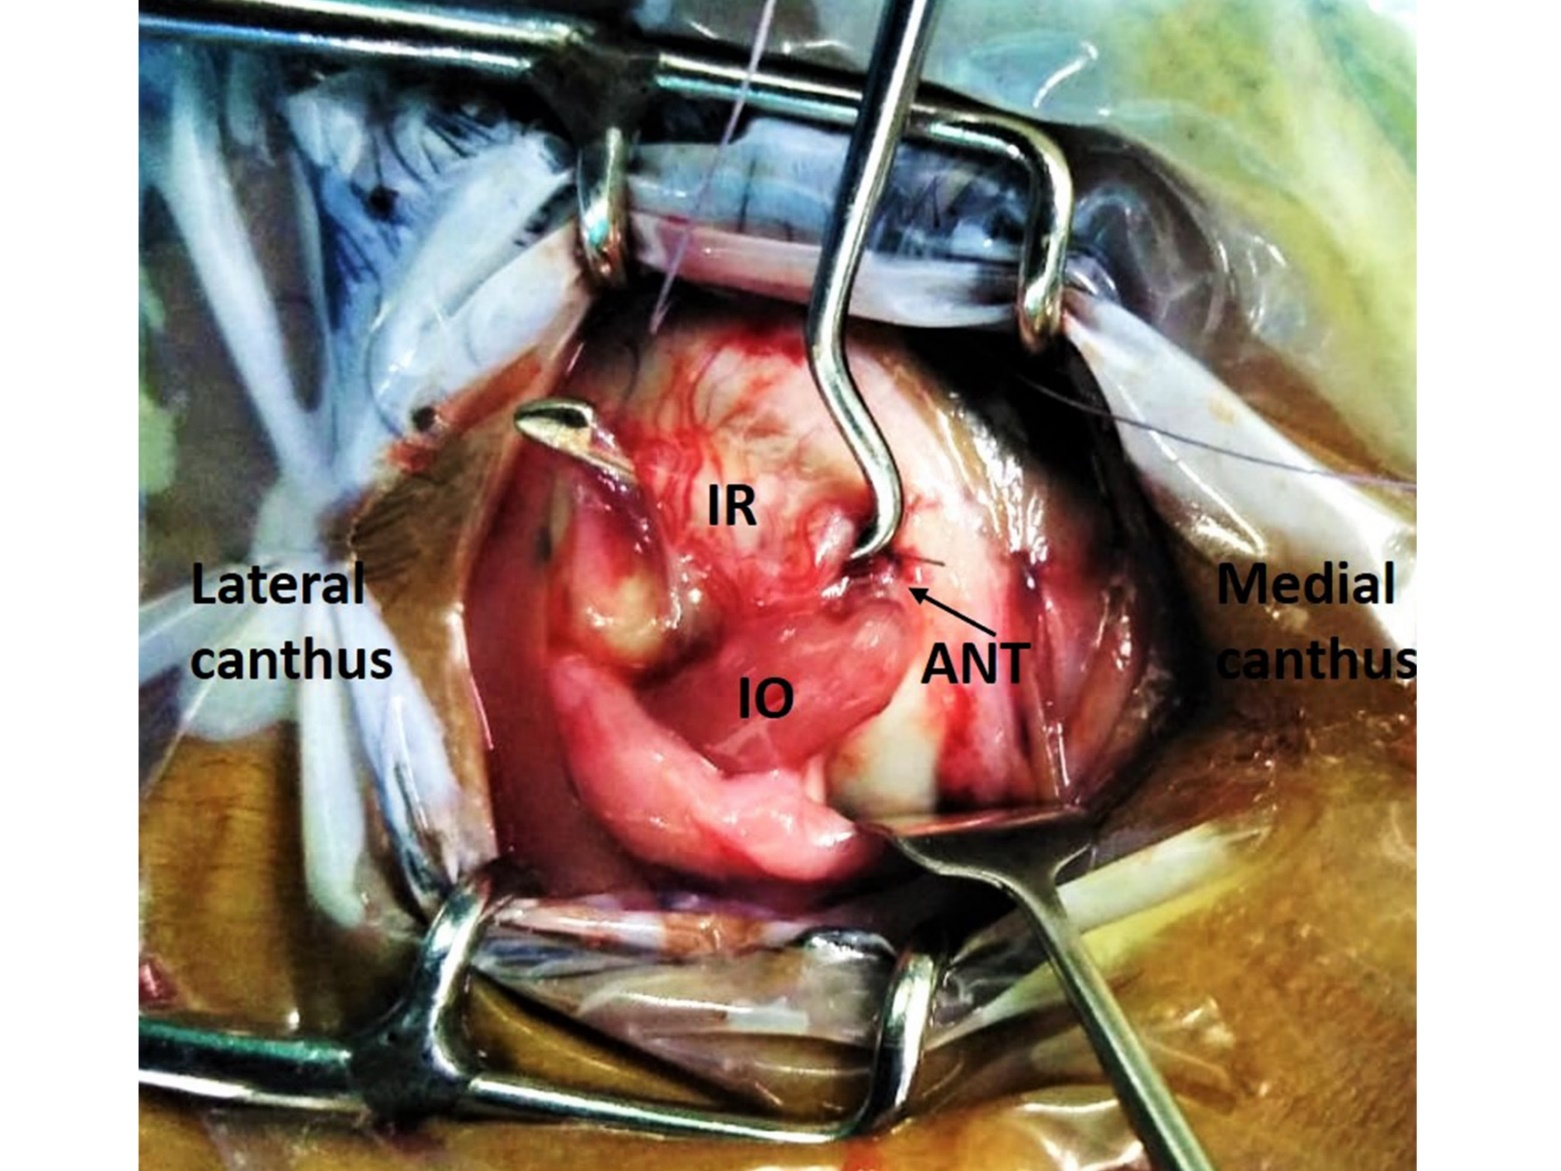 IR
Lateral
canthus
Medial
canthus
ANT
IO